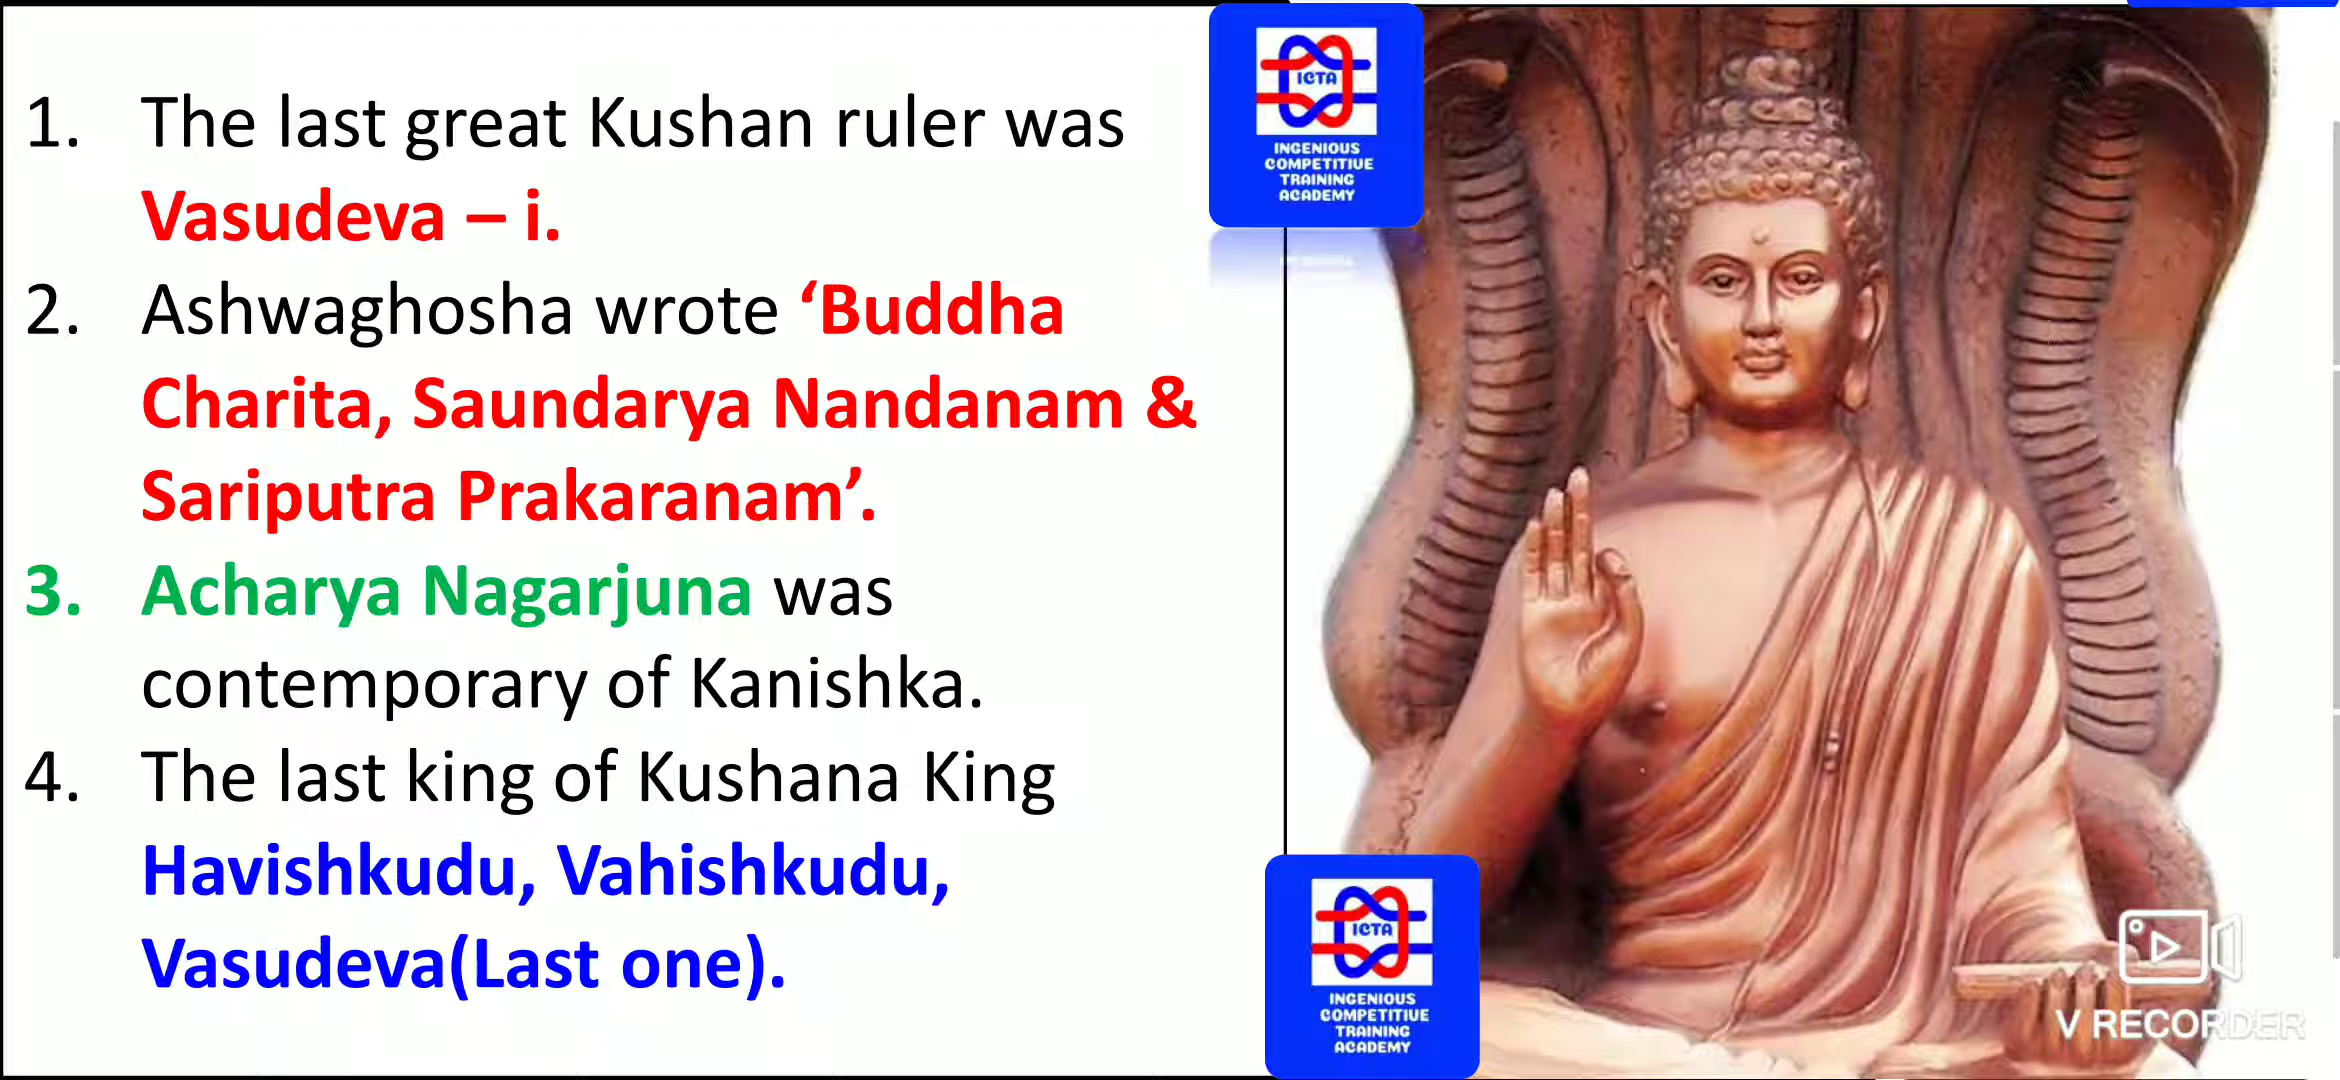 1. The last great Kushan ruler was
Vasudeva – i.
2. Ashwaghosha wrote ‘Buddha
Charita, Saundarya Nandanam &
Sariputra Prakaranam’.
3. Acharya Nagarjuna was
contemporary of Kanishka.
4. The last king of Kushana King
Havishkudu, Vahishkudu,
Vasudeva(Last one).
ICTA
INGENIOUS
COMPETITIVE
TRAINING
ACADEMY
ICTA
INGENIOUS
COMPETITIVE
TRAINING
ACADEMY
V RECORDER